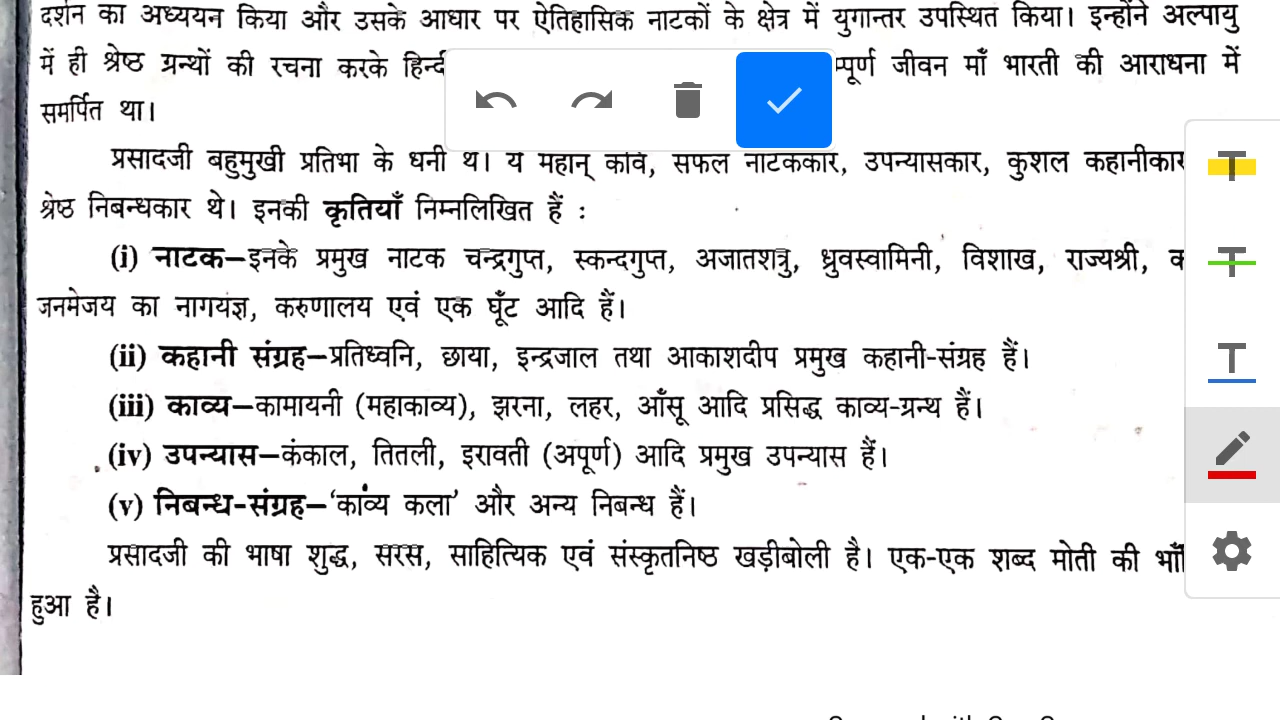 दर्शन का अध्ययन किया और उसके आधार पर ऐतिहासिक नाटकों के क्षेत्र में युगान्तर उपस्थित किया। इन्होंने अल्पायु
में ही श्रेष्ठ ग्रन्थों की रचना करके हिन्दी जीवन माँ भारती की आराधना में
समर्पित था।
प्रसादजी बहुमुखी प्रतिभा के धनी थे। ये महान् कवि, सफल नाटककार, उपन्यासकार, कुशल कहानीकार
श्रेष्ठ निबन्धकार थे। इनकी कृतियाँ निम्नलिखित हैं :
(i) नाटक—इनके प्रमुख नाटक चन्द्रगुप्त, स्कन्दगुप्त, अजातशत्रु, ध्रुवस्वामिनी, विशाख, राज्यश्री,
जनमेजय का नागयज्ञ, करुणालय एवं एक घूँट आदि हैं।
(ii) कहानी संग्रह—प्रतिध्वनि, छाया, इन्द्रजाल तथा आकाशदीप प्रमुख कहानी-संग्रह हैं।
(iii) काव्य—कामायनी (महाकाव्य), झरना, लहर, आँसू आदि प्रसिद्ध काव्य-ग्रन्थ हैं।
(iv) उपन्यास—कंकाल, तितली, इरावती (अपूर्ण) आदि प्रमुख उपन्यास हैं।
(v) निबन्ध-संग्रह—‘काव्य कला’ और अन्य निबन्ध हैं।
प्रसादजी की भाषा शुद्ध, सरस, साहित्यिक एवं संस्कृतनिष्ठ खड़ीबोली है। एक-एक शब्द मोती की
हुआ है।